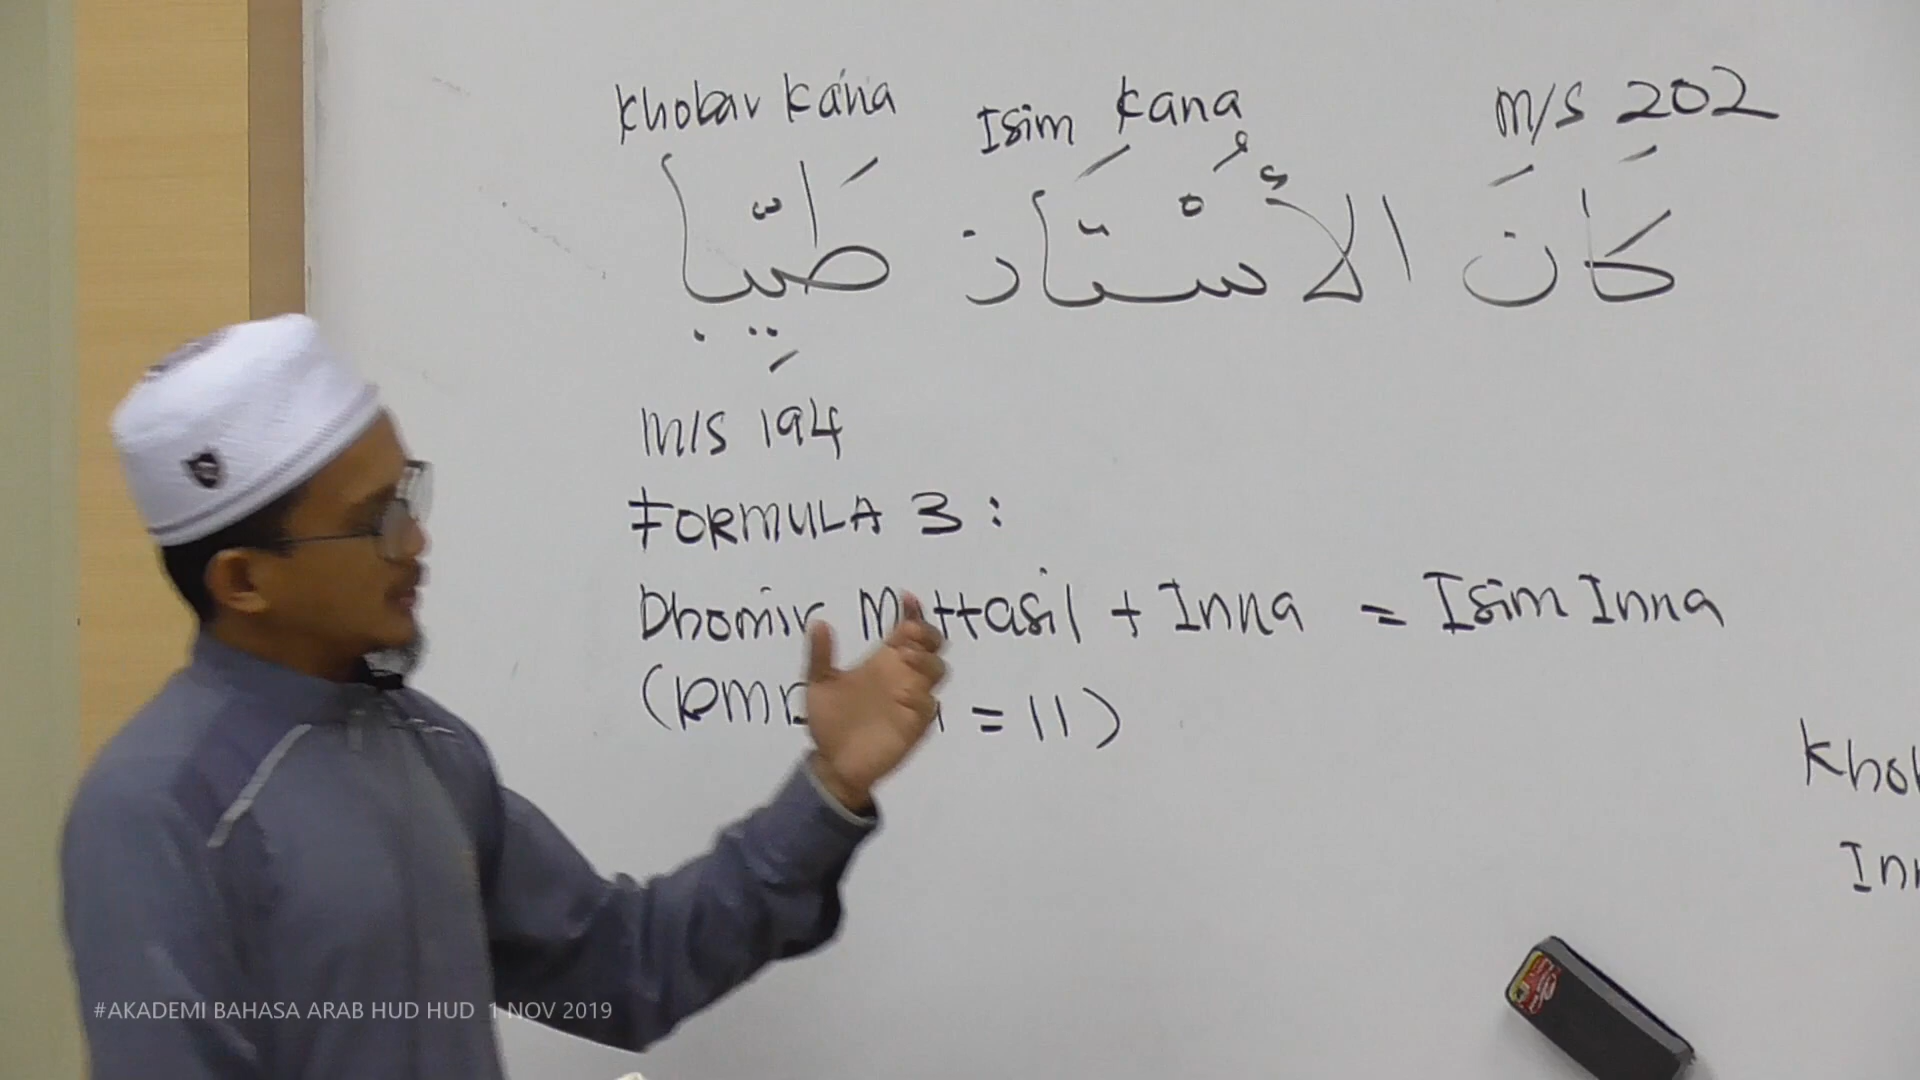 Khobar Kana Isim Kana m/s 202
كَانَ الأُسْتَاذ طَيِّبا
m/s 194
FORMULA 3 :
Dhomir Muttasil + Inna = Isim Inna
= 11)
#AKADEMI BAHASA ARAB HUD HUD 1 NOV 2019